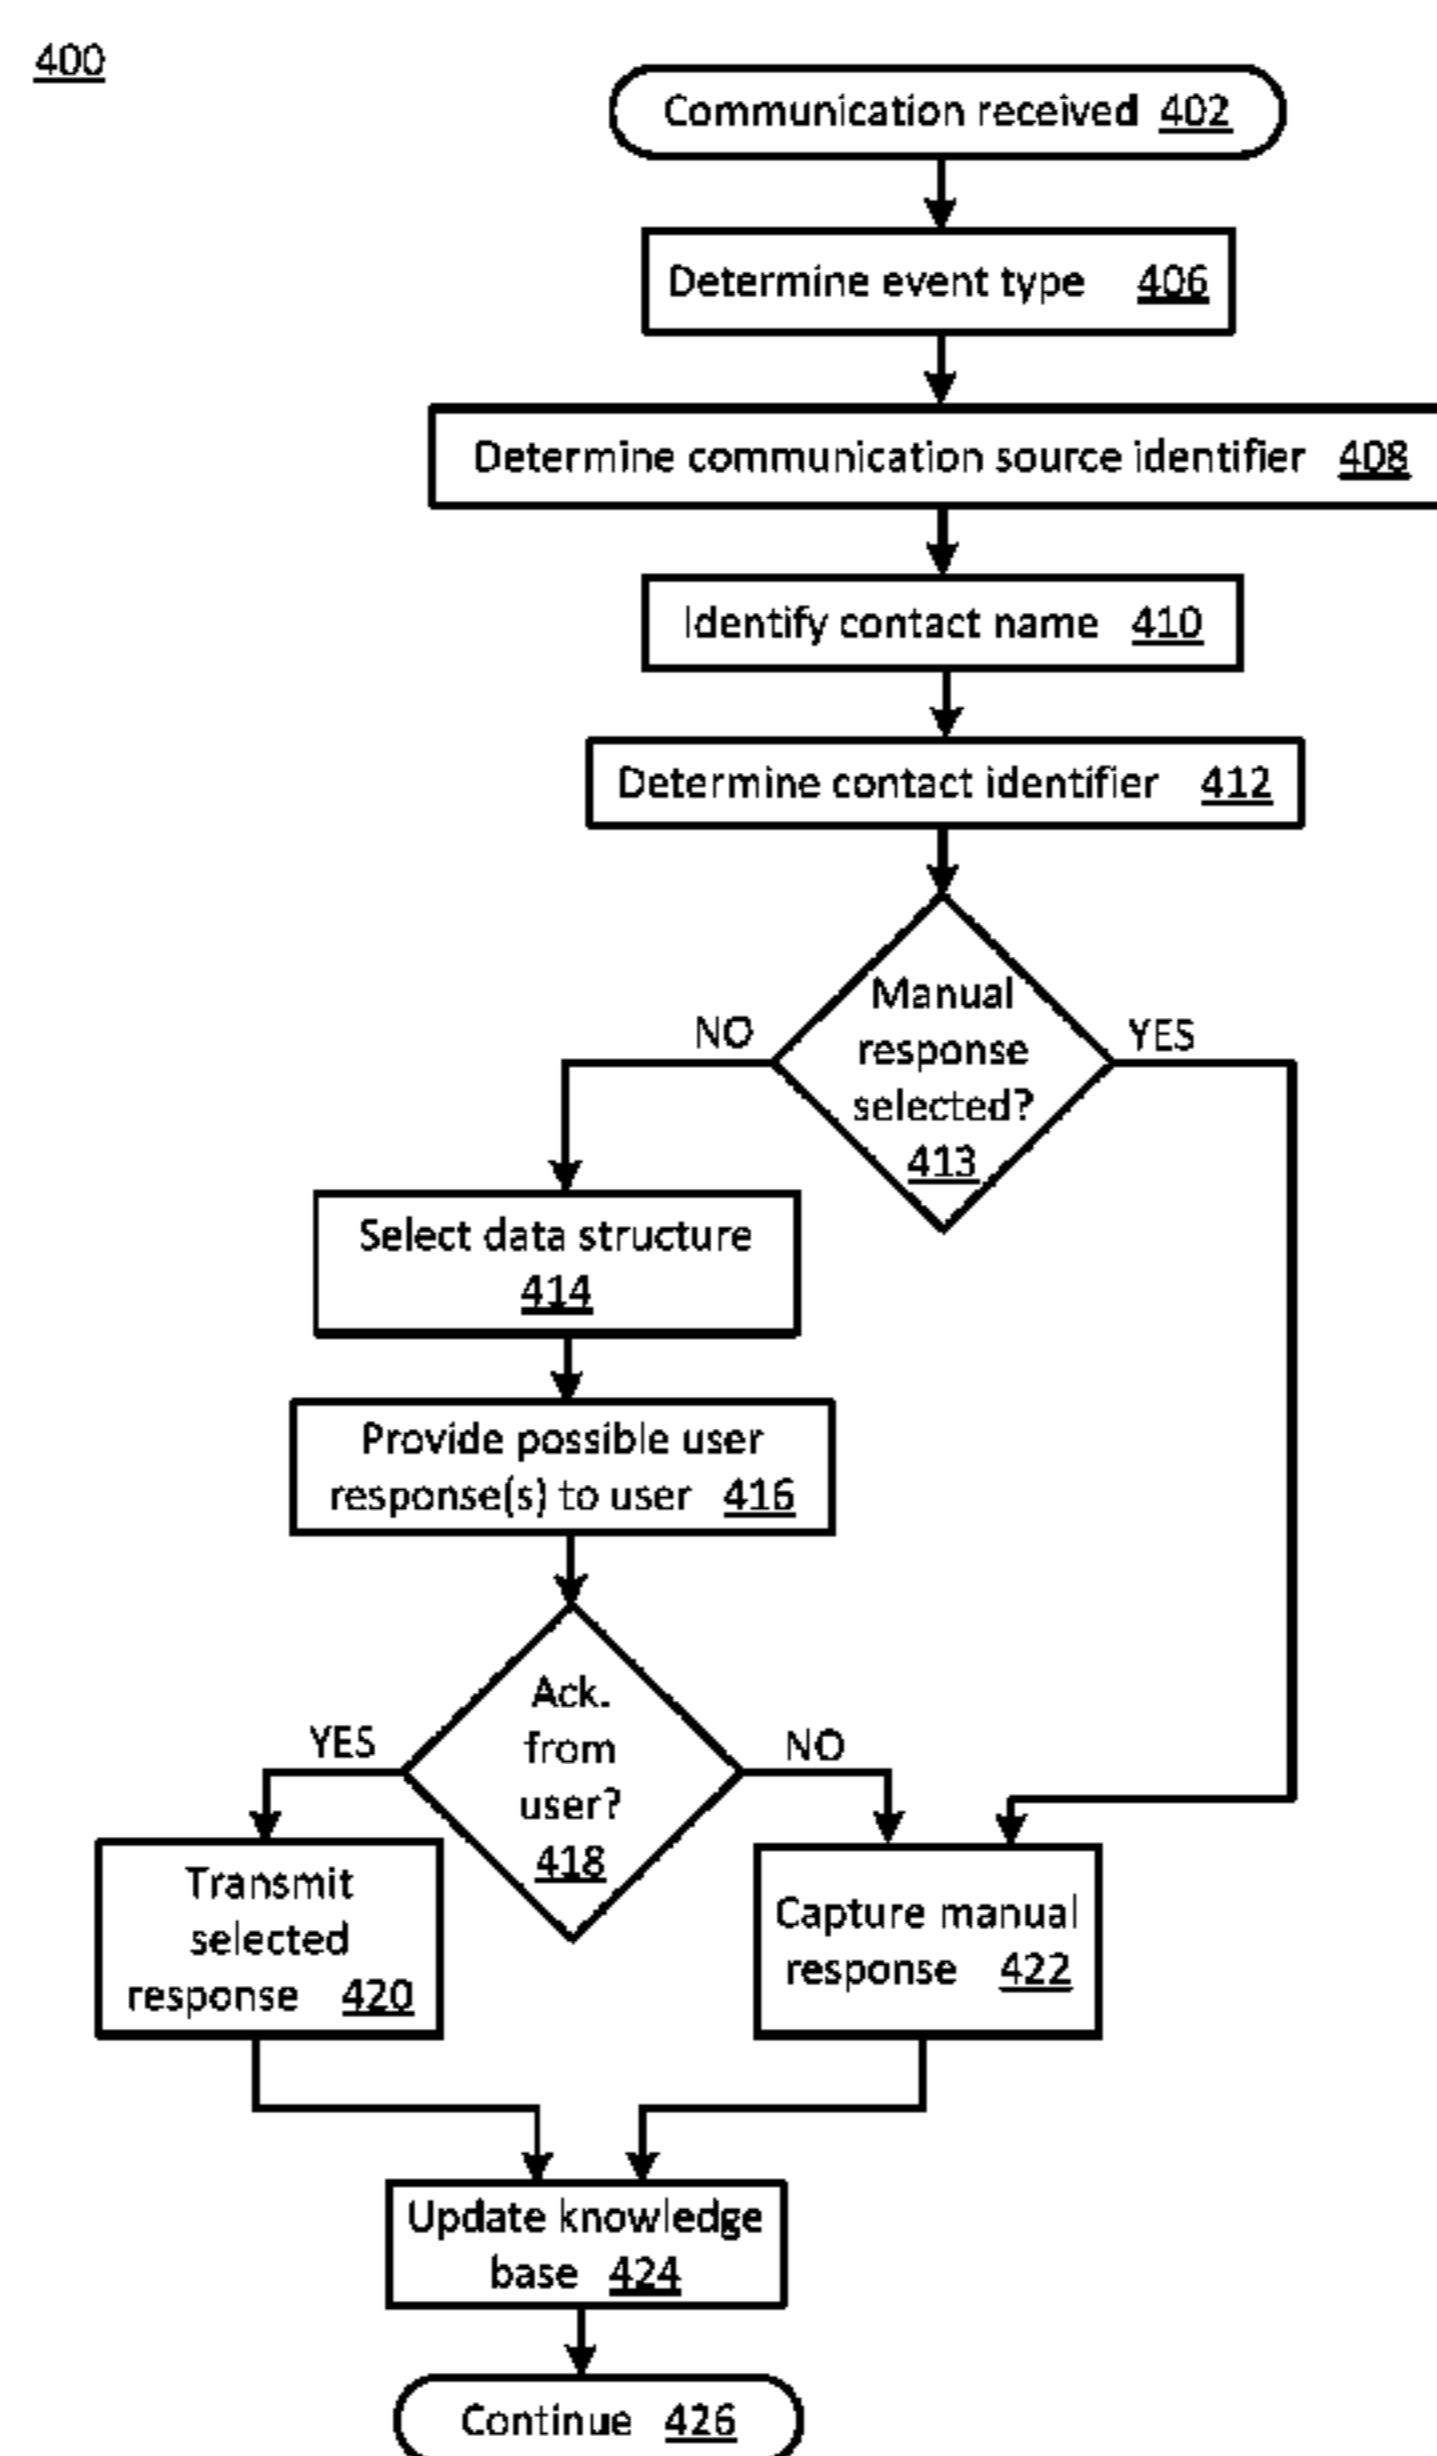 400
Communication received 402
Determine event type 406
Determine communication source identifier 408
Identify contact name 410
Determine contact identifier 412
Manual
response
selected?
413
NO
YES
Select data structure
414
Provide possible user
response(s) to user 416
Ack.
from
user?
418
YES
NO
Transmit
selected
response 420
Capture manual
response 422
Update knowledge
base 424
Continue 426